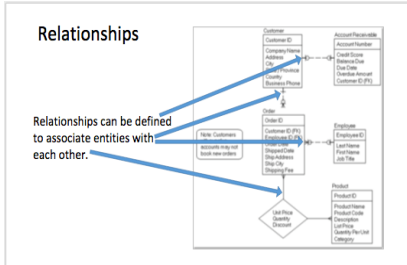 Relationships
Relationships can be defined
to associate entities with
each other.
Customer
Customer ID
Company Name
Address
City
Province
Country
Business Phone
Account Receivable
Account Number
Credit Score
Balance Due
Due Date
Overdue Amount
Customer ID (FK)
Order
Order ID
Customer ID (FK)
Employee ID (FK)
Order Date
Shipped Date
Ship Address
Ship City
Shipping Fee
Note: Customers
accounts may not
book new orders
Employee
Employee ID
Last Name
First Name
Job Title
Unit Price
Quantity
Discount
Product
Product ID
Product Name
Product Code
Description
List Price
Quantity Per Unit
Category